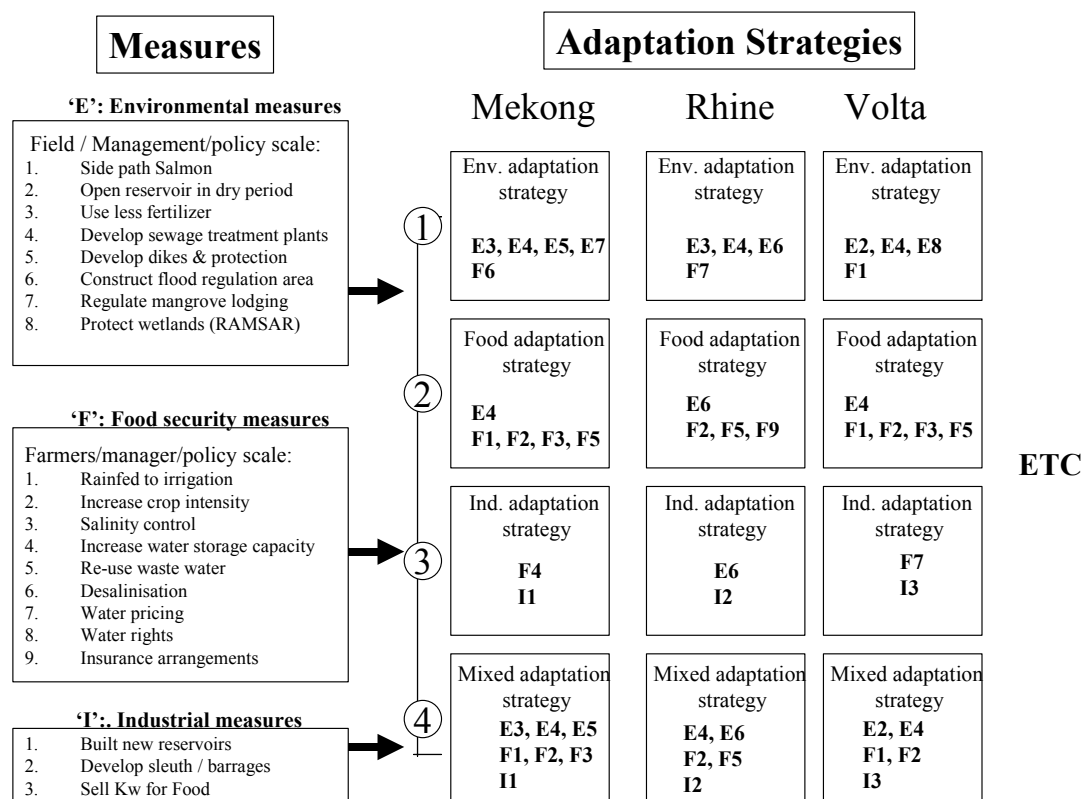 Measures
'E': Environmental measures
Field / Management/policy scale:
1. Side path Salmon
2. Open reservoir in dry period
3. Use less fertilizer
4. Develop sewage treatment plants
5. Develop dikes & protection
6. Construct flood regulation area
7. Regulate mangrove lodging
8. Protect wetlands (RAMSAR)
'F': Food security measures
Farmers/manager/policy scale:
1. Rainfed to irrigation
2. Increase crop intensity
3. Salinity control
4. Increase water storage capacity
5. Re-use waste water
6. Desalinisation
7. Water pricing
8. Water rights
9. Insurance arrangements
'I':. Industrial measures
1. Built new reservoirs
2. Develop sleuth / barrages
3. Sell Kw for Food
Adaptation Strategies
Mekong Rhine Volta
1
Env. adaptation
strategy
E3, E4, E5, E7
F6
Env. adaptation
strategy
E3, E4, E6
F7
Env. adaptation
strategy
E2, E4, E8
F1
2
Food adaptation
strategy
E4
F1, F2, F3, F5
Food adaptation
strategy
E6
F2, F5, F9
Food adaptation
strategy
E4
F1, F2, F3, F5
3
Ind. adaptation
strategy
F4
I1
Ind. adaptation
strategy
E6
I2
Ind. adaptation
strategy
F7
I3
4
Mixed adaptation
strategy
E3, E4, E5
F1, F2, F3
I1
Mixed adaptation
strategy
E4, E6
F2, F5
I2
Mixed adaptation
strategy
E2, E4
F1, F2
I3
ETC